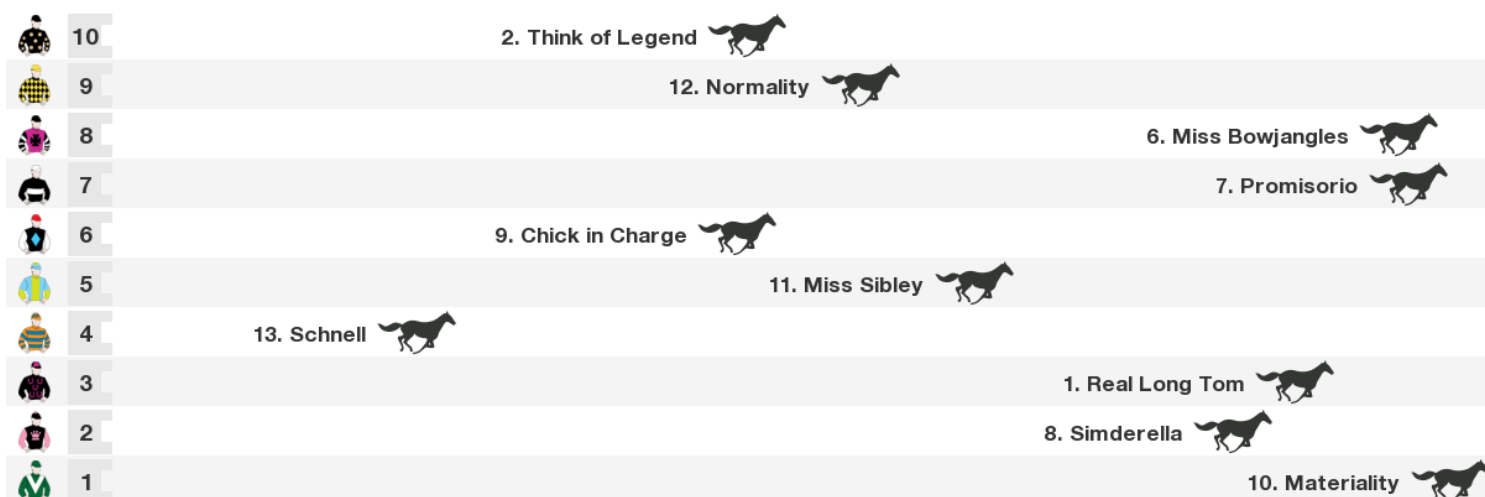 10 2. Think of Legend
9 12. Normality
8 6. Miss Bowjangles
7 7. Promisorio
6 9. Chick in Charge
5 11. Miss Sibley
4 13. Schnell
3 1. Real Long Tom
2 8. Simderella
1 10. Materiality